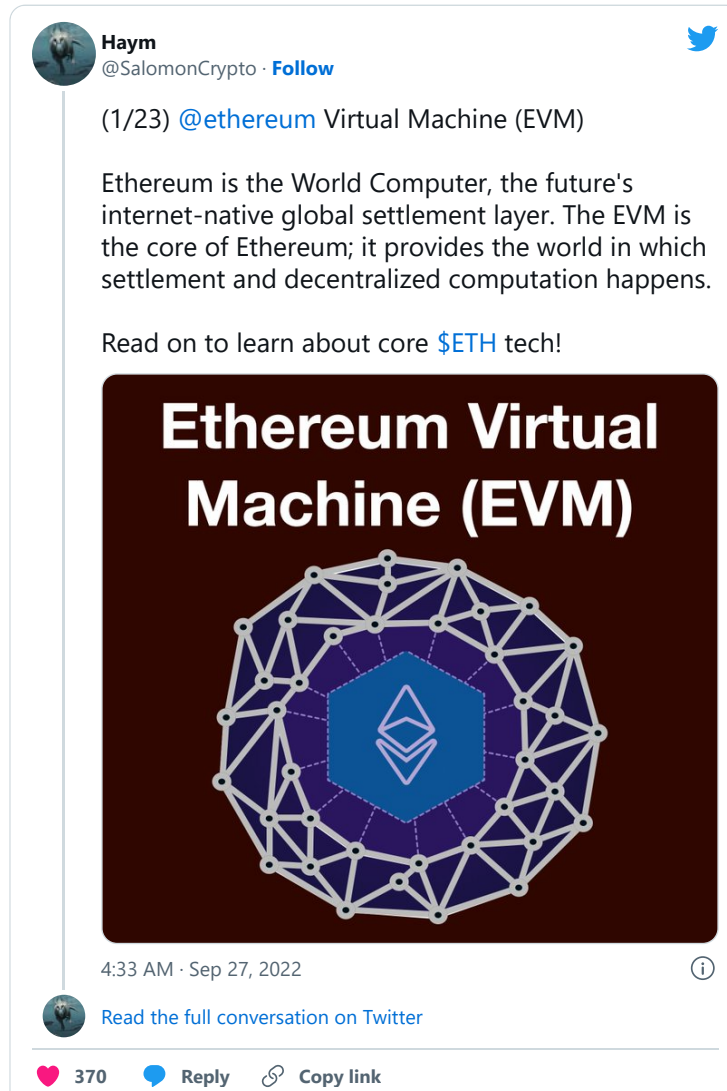 Haym
@SalomonCrypto · Follow
(1/23) @ethereum Virtual Machine (EVM)
Ethereum is the World Computer, the future's
internet-native global settlement layer. The EVM is
the core of Ethereum; it provides the world in which
settlement and decentralized computation happens.
Read on to learn about core $ETH tech!
Ethereum Virtual
Machine (EVM)
4:33 AM · Sep 27, 2022
Read the full conversation on Twitter
370 Reply Copy link